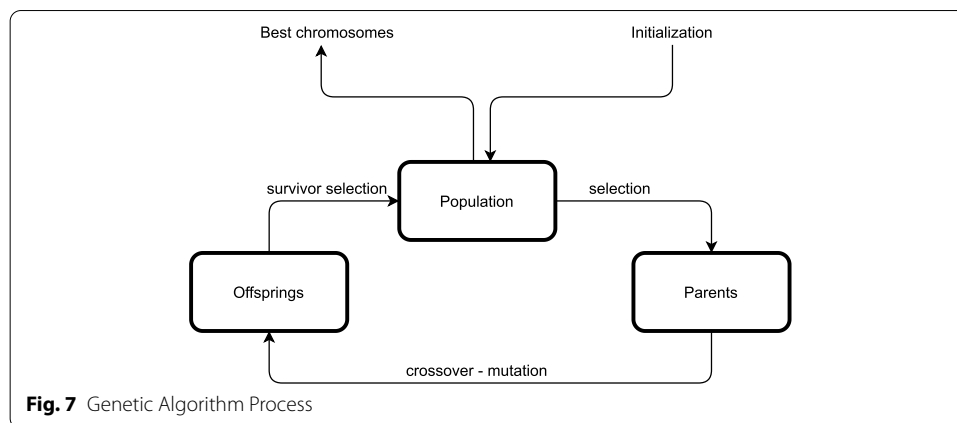 Best chromosomes
Initialization
survivor selection
Population
selection
Offsprings
Parents
crossover - mutation
Fig. 7 Genetic Algorithm Process